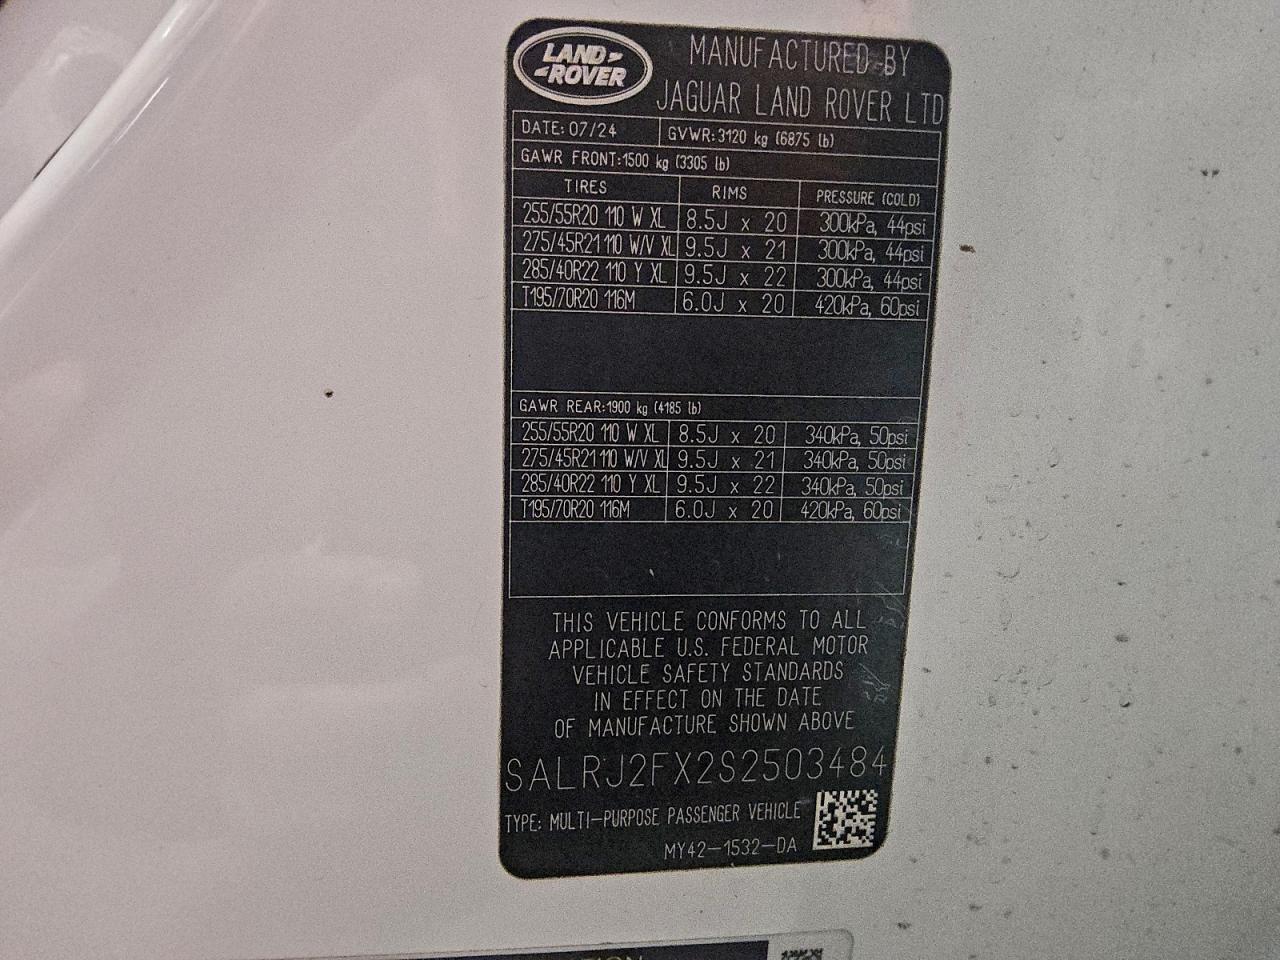 LAND ROVER
MANUFACTURED BY
JAGUAR LAND ROVER LTD
DATE: 07/24 GVWR: 3120 kg (6875 lb)
GAWR FRONT: 1500 kg (3305 lb)
TIRES RIMS PRESSURE (COLD)
255/55R20 110 W XL 8.5J x 20 300kPa, 44psi
275/45R21 110 W/V XL 9.5J x 21 300kPa, 44psi
285/40R22 110 Y XL 9.5J x 22 300kPa, 44psi
T195/70R20 116M 6.0J x 20 420kPa, 60psi
GAWR REAR: 1900 kg (4185 lb)
255/55R20 110 W XL 8.5J x 20 340kPa, 50psi
275/45R21 110 W/V XL 9.5J x 21 340kPa, 50psi
285/40R22 110 Y XL 9.5J x 22 340kPa, 50psi
T195/70R20 116M 6.0J x 20 420kPa, 60psi
THIS VEHICLE CONFORMS TO ALL
APPLICABLE U.S. FEDERAL MOTOR
VEHICLE SAFETY STANDARDS
IN EFFECT ON THE DATE
OF MANUFACTURE SHOWN ABOVE
SALRJ2FX2S2503484
TYPE: MULTI-PURPOSE PASSENGER VEHICLE
MY42-1532-DA